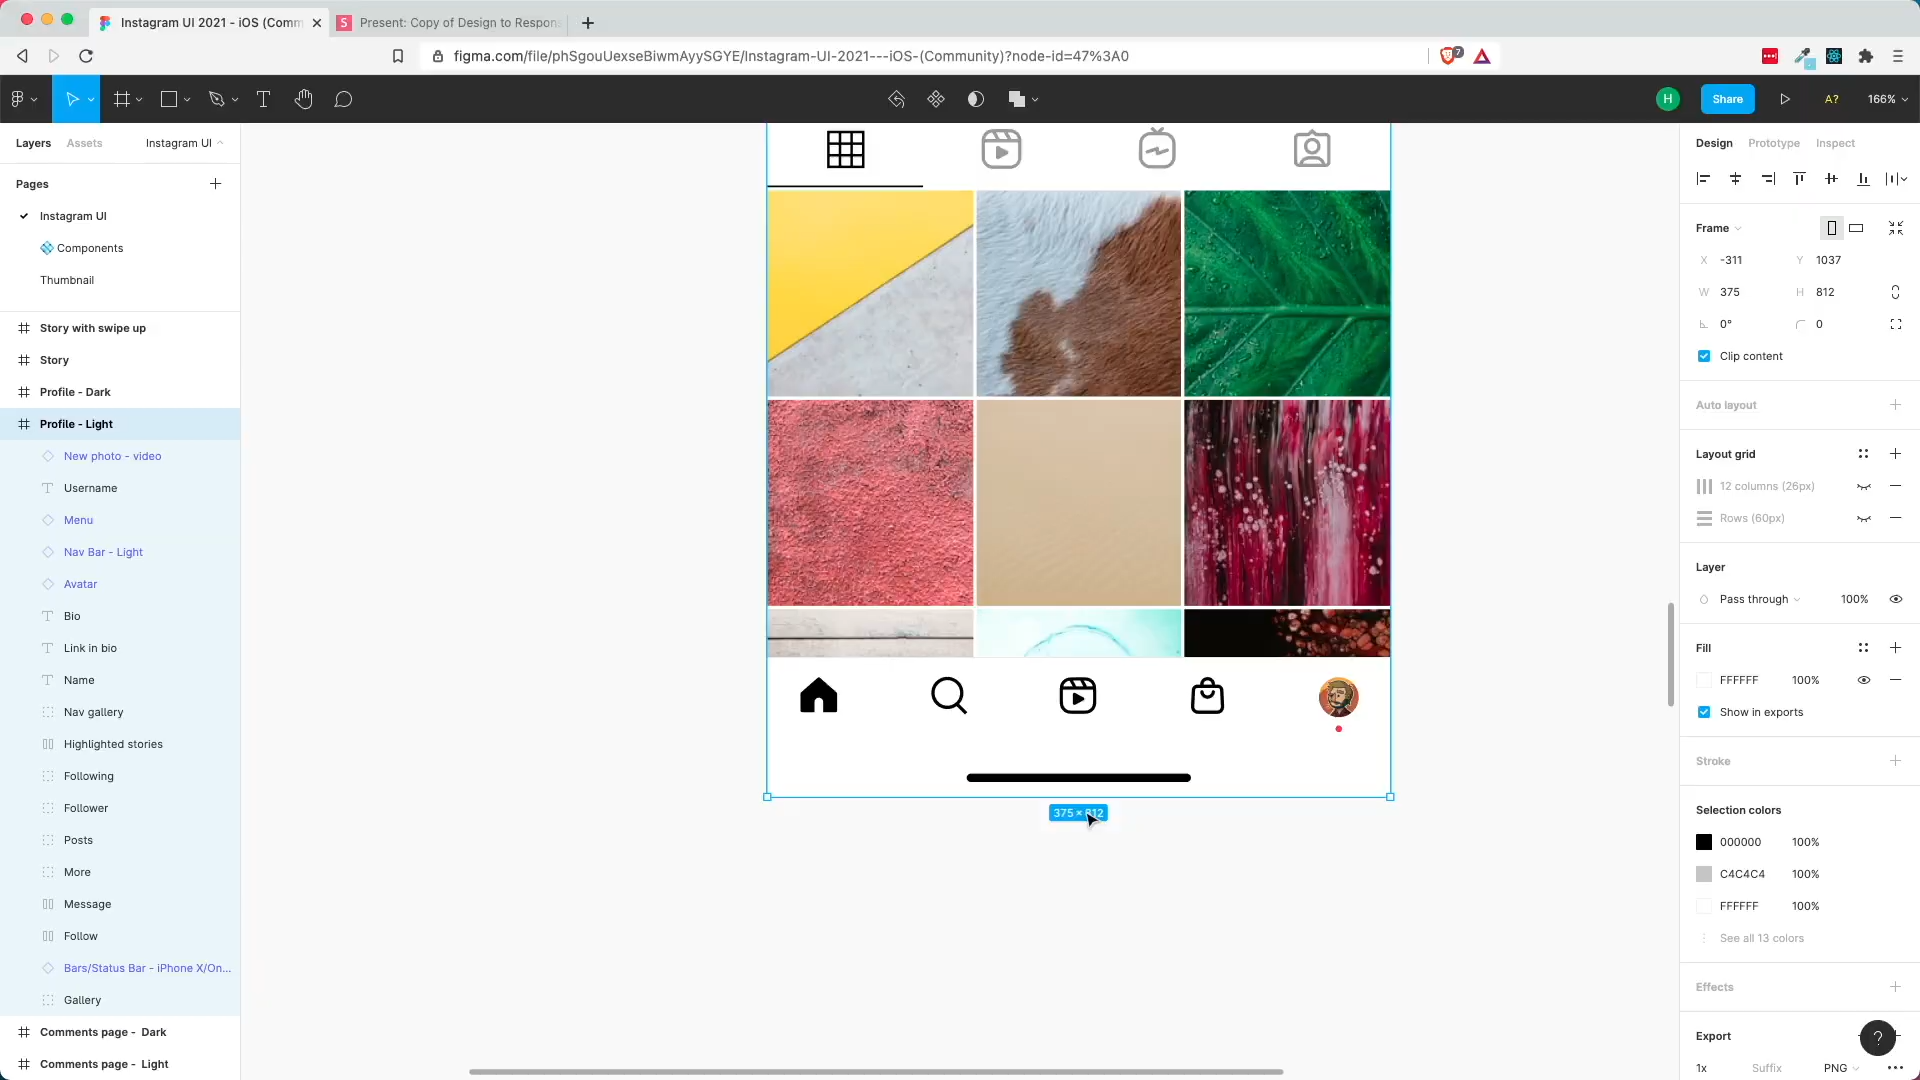 Instagram UI 2021 - iOS (Comm
S Present: Copy of Design to Respon
figma.com/file/phSgouUexseBiwmAyySGYE/Instagram-UI-2021---iOS-(Community)?node-id=47%3A0
7
H
Share
A?
166%
Layers
Assets
Instagram UI
Pages
Instagram UI
Components
Thumbnail
Story with swipe up
Story
Profile - Dark
Profile - Light
New photo - video
Username
Menu
Nav Bar - Light
Avatar
Bio
Link in bio
Name
Nav gallery
Highlighted stories
Following
Follower
Posts
More
Message
Follow
Bars/Status Bar - iPhone X/On...
Gallery
Comments page - Dark
Comments page - Light
375 × 812
Design
Prototype
Inspect
Frame
X -311
Y 1037
W 375
H 812
0°
0
Clip content
Auto layout
Layout grid
12 columns (26px)
Rows (60px)
Layer
Pass through
100%
Fill
FFFFFF 100%
Show in exports
Stroke
Selection colors
000000 100%
C4C4C4 100%
FFFFFF 100%
See all 13 colors
Effects
Export
?
1x
Suffix
PNG